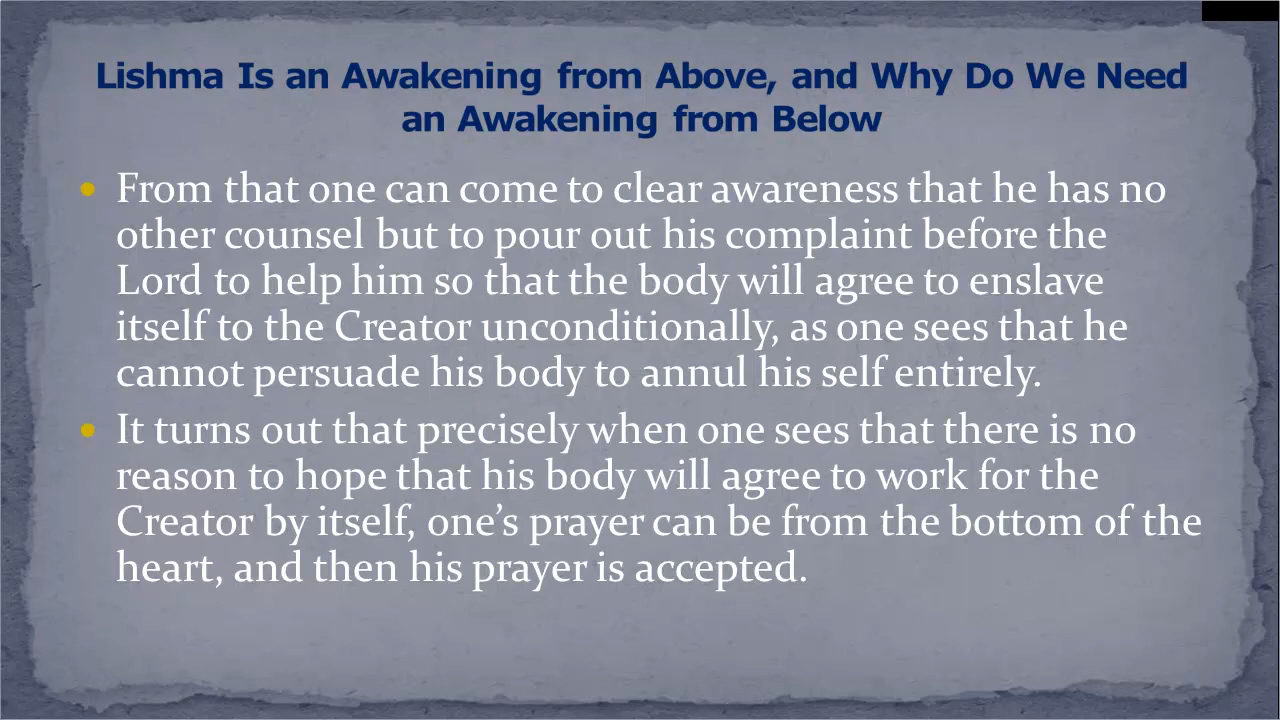 Lishma Is an Awakening from Above, and Why Do We Need
an Awakening from Below
• From that one can come to clear awareness that he has no
other counsel but to pour out his complaint before the
Lord to help him so that the body will agree to enslave
itself to the Creator unconditionally, as one sees that he
cannot persuade his body to annul his self entirely.
• It turns out that precisely when one sees that there is no
reason to hope that his body will agree to work for the
Creator by itself, one’s prayer can be from the bottom of the
heart, and then his prayer is accepted.